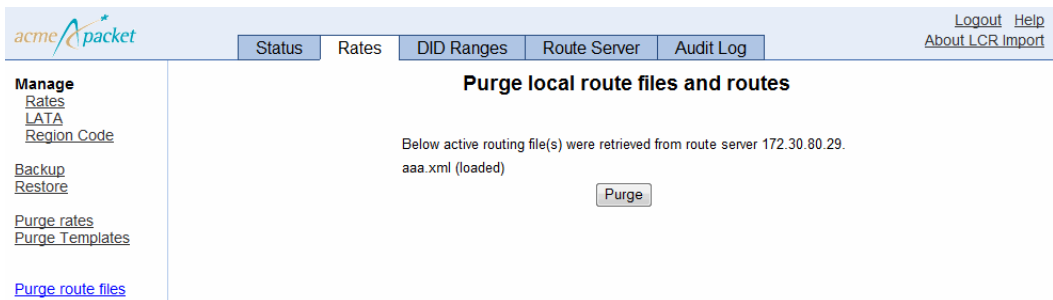 acme packet
Logout Help
About LCR Import
Status Rates DID Ranges Route Server Audit Log
Manage
Rates
LATA
Region Code
Backup
Restore
Purge rates
Purge Templates
Purge route files
Purge local route files and routes
Below active routing file(s) were retrieved from route server 172.30.80.29.
aaa.xml (loaded)
Purge